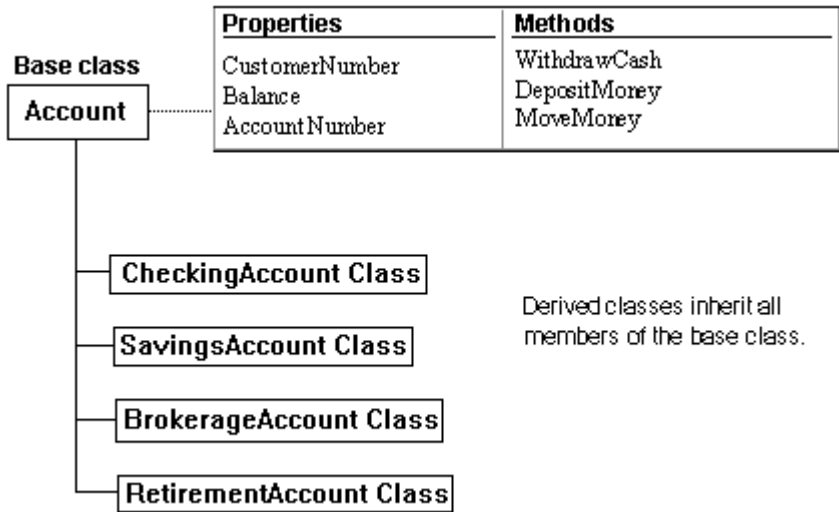 Properties
Methods
CustomerNumber
Balance
AccountNumber
WithdrawCash
DepositMoney
MoveMoney
Base class
Account
CheckingAccount Class
SavingsAccount Class
BrokerageAccount Class
RetirementAccount Class
Derived classes inherit all
members of the base class.